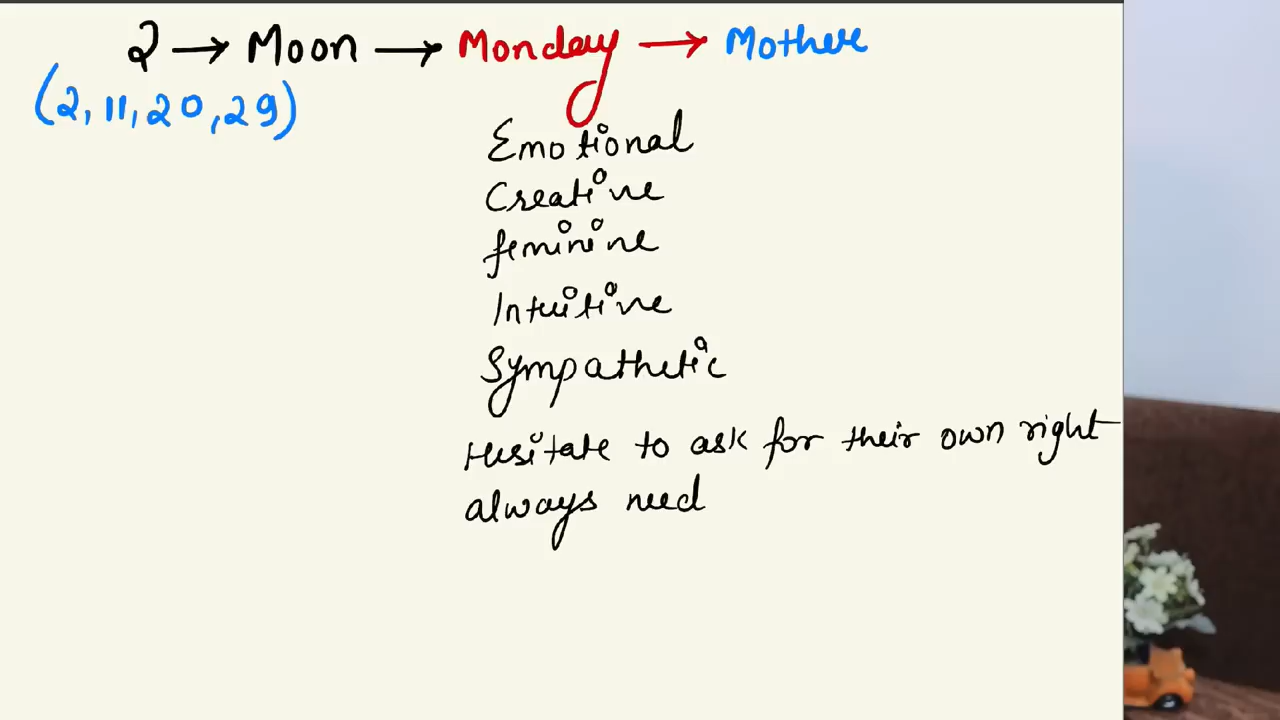 2 → Moon → Monday → Mother
(2, 11, 20, 29)
Emotional
Creative
feminine
Intuitive
Sympathetic
Hesitate to ask for their own right
always need